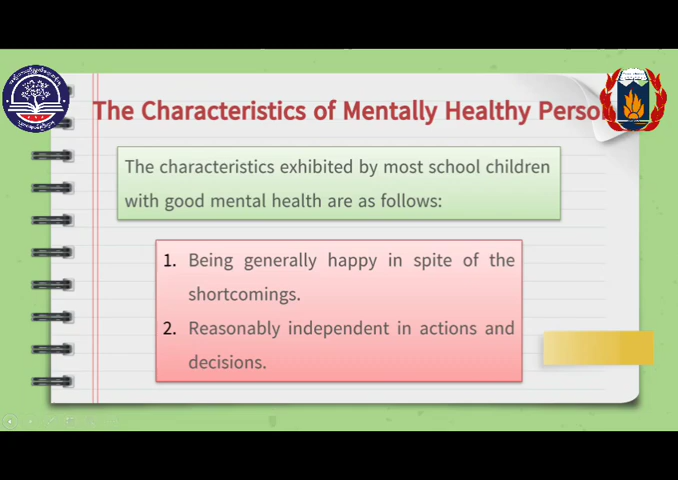 The Characteristics of Mentally Healthy Person
The characteristics exhibited by most school children
with good mental health are as follows:
1. Being generally happy in spite of the
shortcomings.
2. Reasonably independent in actions and
decisions.